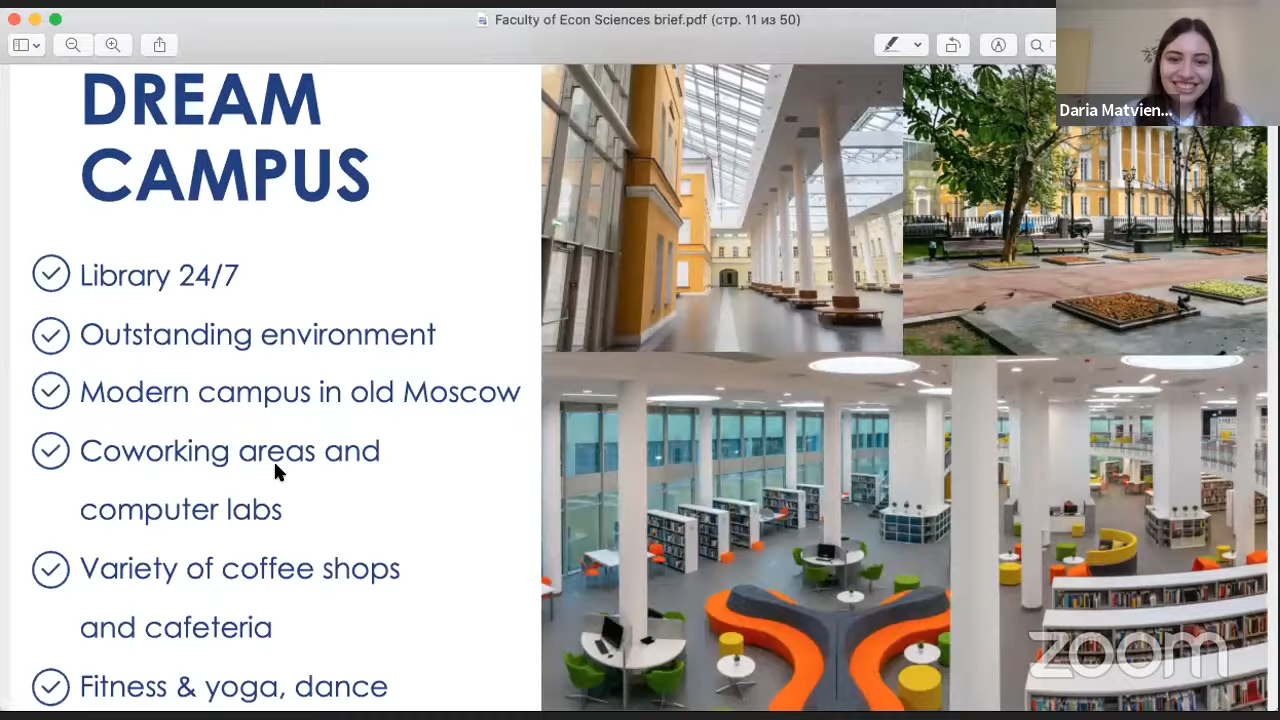 Faculty of Econ Sciences brief.pdf (стр. 11 из 50)
Daria Matvien...
DREAM
CAMPUS
Library 24/7
Outstanding environment
Modern campus in old Moscow
Coworking areas and
computer labs
Variety of coffee shops
and cafeteria
Fitness & yoga, dance
zoom